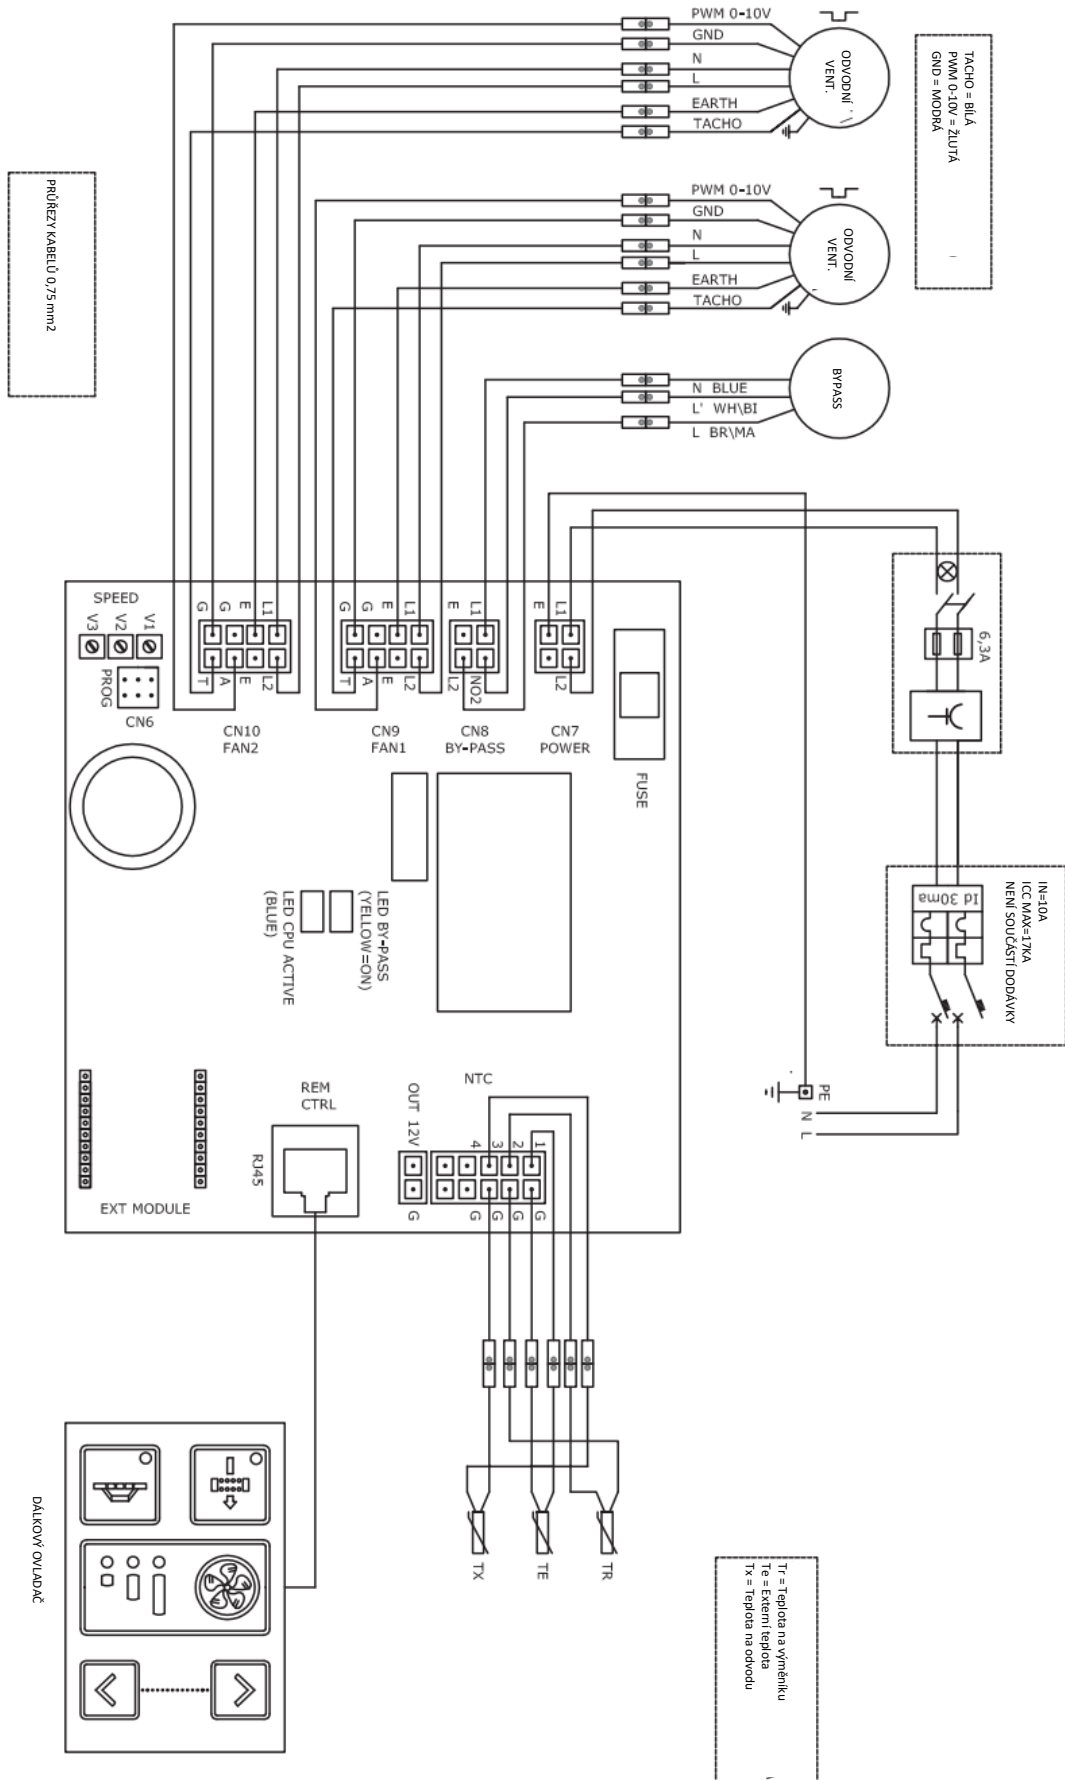 PWM 0-10V
GND
N
L
EARTH
TACHO
ODVODNÍ
VENT.
TACHO = BÍLÁ
PWM 0-10V = ŽLUTÁ
GND = MODRÁ
PRŮŘEZY KABELŮ 0,75 mm2
PWM 0-10V
GND
N
L
EARTH
TACHO
ODVODNÍ
VENT.
N BLUE
L' WH\BI
L BR\MA
BYPASS
6,3A
IN=10A
ICC MAX=17KA
NENÍ SOUČÁSTÍ DODÁVKY
Id 30ma
PE
N
L
SPEED
V3
V2
V1
PROG
CN6
G
G
E
L1
T
A
E
L2
CN10
FAN2
G
G
E
L1
T
A
E
L2
CN9
FAN1
E
L1
L2
NO2
CN8
BY-PASS
E
L1
L2
CN7
POWER
FUSE
LED BY-PASS
(YELLOW=ON)
LED CPU ACTIVE
(BLUE)
EXT MODULE
REM
CTRL
RJ45
OUT 12V
G
NTC
4
3
2
1
G
G
G
G
TX
TE
TR
Tr = Teplota na výměníku
Te = Externí teplota
Tx = Teplota na odvodu
DÁLKOVÝ OVLADAČ